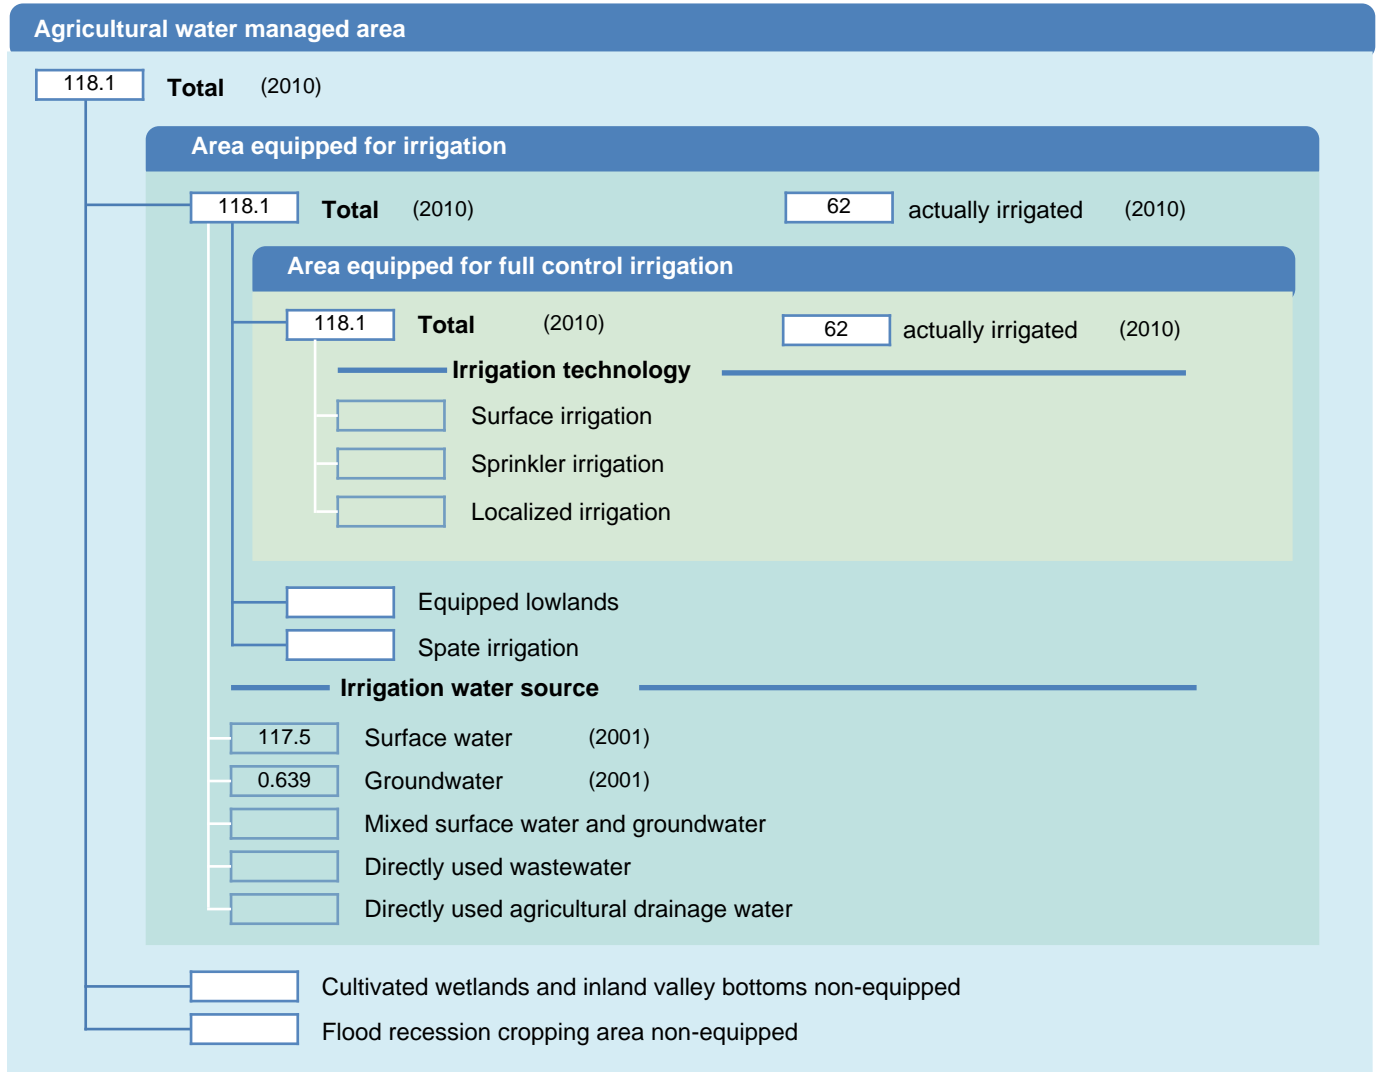 Agricultural water managed area
118.1 Total (2010)
Area equipped for irrigation
118.1 Total (2010) 62 actually irrigated (2010)
Area equipped for full control irrigation
118.1 Total (2010) 62 actually irrigated (2010)
Irrigation technology
Surface irrigation
Sprinkler irrigation
Localized irrigation
Equipped lowlands
Spate irrigation
Irrigation water source
117.5 Surface water (2001)
0.639 Groundwater (2001)
Mixed surface water and groundwater
Directly used wastewater
Directly used agricultural drainage water
Cultivated wetlands and inland valley bottoms non-equipped
Flood recession cropping area non-equipped